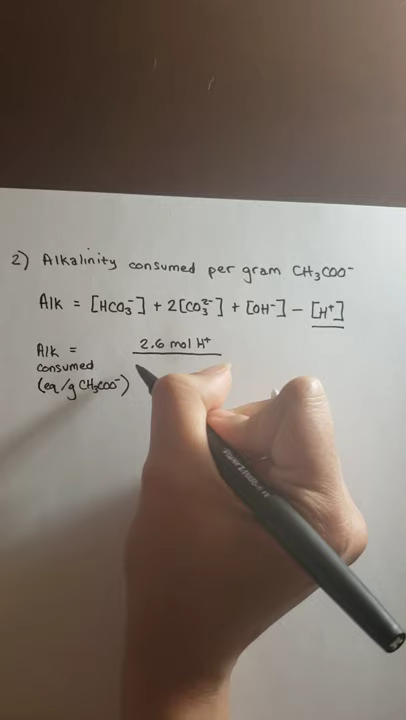 2) Alkalinity consumed per gram CH₃COO⁻
Alk = [HCO₃⁻] + 2[CO₃²⁻] + [OH⁻] − [H⁺]
Alk = 2.6 mol H⁺
consumed
(eq/g CH₃COO⁻)